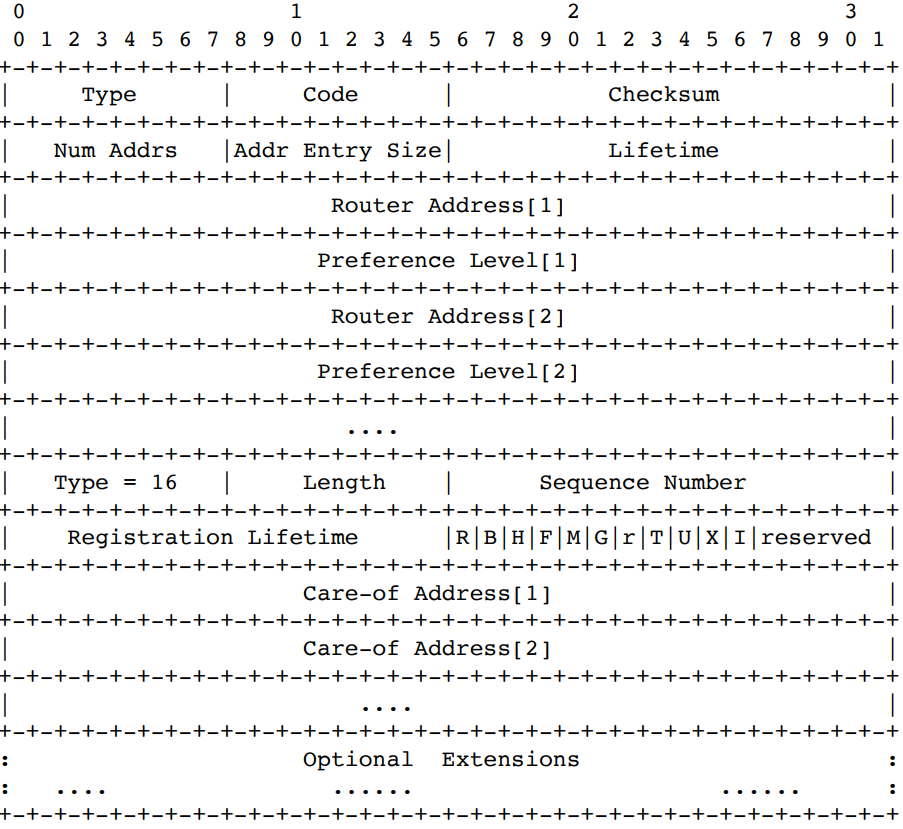 0                   1                   2                   3
 0 1 2 3 4 5 6 7 8 9 0 1 2 3 4 5 6 7 8 9 0 1 2 3 4 5 6 7 8 9 0 1
+-+-+-+-+-+-+-+-+-+-+-+-+-+-+-+-+-+-+-+-+-+-+-+-+-+-+-+-+-+-+-+-+
|     Type      |     Code      |           Checksum            |
+-+-+-+-+-+-+-+-+-+-+-+-+-+-+-+-+-+-+-+-+-+-+-+-+-+-+-+-+-+-+-+-+
|   Num Addrs   |Addr Entry Size|           Lifetime            |
+-+-+-+-+-+-+-+-+-+-+-+-+-+-+-+-+-+-+-+-+-+-+-+-+-+-+-+-+-+-+-+-+
|                       Router Address[1]                       |
+-+-+-+-+-+-+-+-+-+-+-+-+-+-+-+-+-+-+-+-+-+-+-+-+-+-+-+-+-+-+-+-+
|                      Preference Level[1]                      |
+-+-+-+-+-+-+-+-+-+-+-+-+-+-+-+-+-+-+-+-+-+-+-+-+-+-+-+-+-+-+-+-+
|                       Router Address[2]                       |
+-+-+-+-+-+-+-+-+-+-+-+-+-+-+-+-+-+-+-+-+-+-+-+-+-+-+-+-+-+-+-+-+
|                      Preference Level[2]                      |
+-+-+-+-+-+-+-+-+-+-+-+-+-+-+-+-+-+-+-+-+-+-+-+-+-+-+-+-+-+-+-+-+
|                        ....                                   |
+-+-+-+-+-+-+-+-+-+-+-+-+-+-+-+-+-+-+-+-+-+-+-+-+-+-+-+-+-+-+-+-+
|   Type = 16   |     Length    |      Sequence Number          |
+-+-+-+-+-+-+-+-+-+-+-+-+-+-+-+-+-+-+-+-+-+-+-+-+-+-+-+-+-+-+-+-+
|    Registration Lifetime      |R|B|H|F|M|G|r|T|U|X|I|reserved |
+-+-+-+-+-+-+-+-+-+-+-+-+-+-+-+-+-+-+-+-+-+-+-+-+-+-+-+-+-+-+-+-+
|                     Care-of Address[1]                        |
+-+-+-+-+-+-+-+-+-+-+-+-+-+-+-+-+-+-+-+-+-+-+-+-+-+-+-+-+-+-+-+-+
|                     Care-of Address[2]                        |
+-+-+-+-+-+-+-+-+-+-+-+-+-+-+-+-+-+-+-+-+-+-+-+-+-+-+-+-+-+-+-+-+
|                         ....                                  |
+-+-+-+-+-+-+-+-+-+-+-+-+-+-+-+-+-+-+-+-+-+-+-+-+-+-+-+-+-+-+-+-+
:                     Optional  Extensions                      :
:   ....                ......                      ......      :
+-+-+-+-+-+-+-+-+-+-+-+-+-+-+-+-+-+-+-+-+-+-+-+-+-+-+-+-+-+-+-+-+